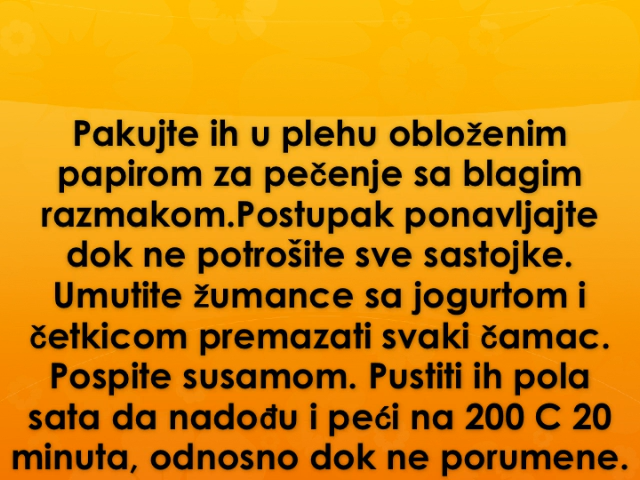 Pakujte ih u plehu obloženim
papirom za pečenje sa blagim
razmakom.Postupak ponavljajte
dok ne potrošite sve sastojke.
Umutite žumance sa jogurtom i
četkicom premazati svaki čamac.
Pospite susamom. Pustiti ih pola
sata da nadođu i peći na 200 C 20
minuta, odnosno dok ne porumene.